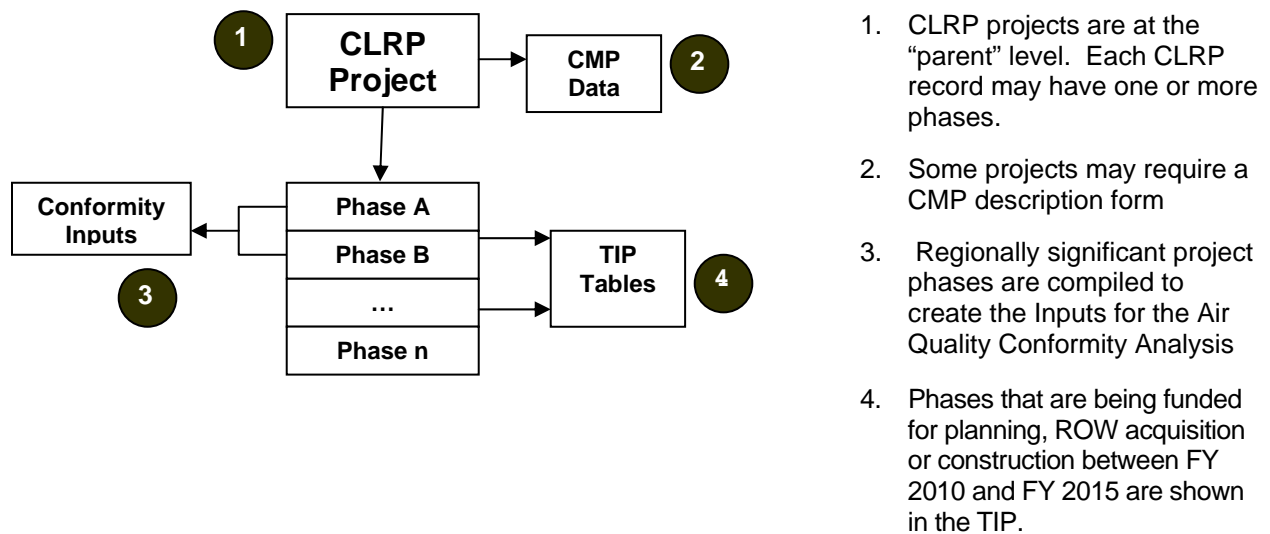 1
CLRP
Project
CMP
Data
2
Conformity
Inputs
3
Phase A
Phase B
…
Phase n
TIP
Tables
4
1. CLRP projects are at the
“parent” level. Each CLRP
record may have one or more
phases.
2. Some projects may require a
CMP description form
3. Regionally significant project
phases are compiled to
create the Inputs for the Air
Quality Conformity Analysis
4. Phases that are being funded
for planning, ROW acquisition
or construction between FY
2010 and FY 2015 are shown
in the TIP.